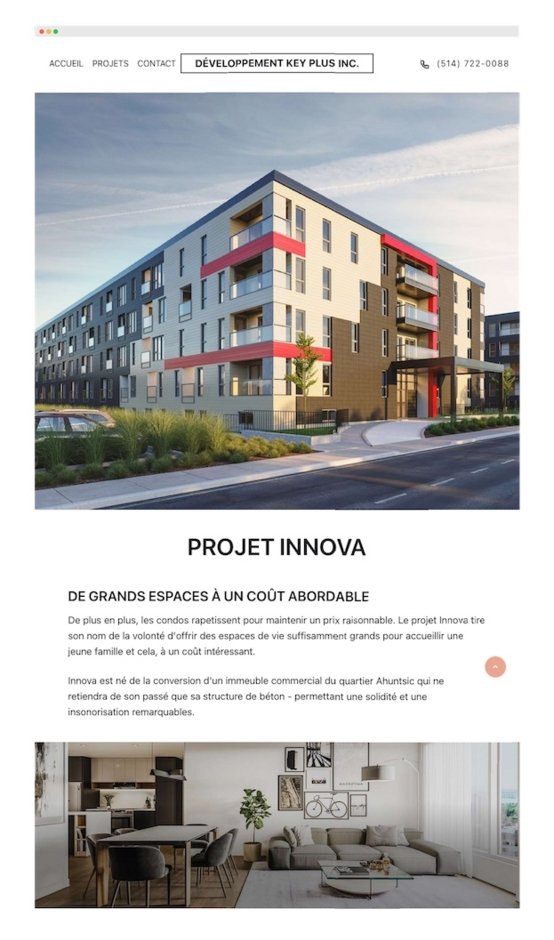 ACCUEIL PROJETS CONTACT DÉVELOPPEMENT KEY PLUS INC. (514) 722-0088
PROJET INNOVA
DE GRANDS ESPACES À UN COÛT ABORDABLE
De plus en plus, les condos rapetissent pour maintenir un prix raisonnable. Le projet Innova tire
son nom de la volonté d'offrir des espaces de vie suffisamment grands pour accueillir une
jeune famille et cela, à un coût intéressant.
Innova est né de la conversion d'un immeuble commercial du quartier Ahuntsic qui ne
retiendra de son passé que sa structure de béton - permettant une solidité et une
insonorisation remarquables.